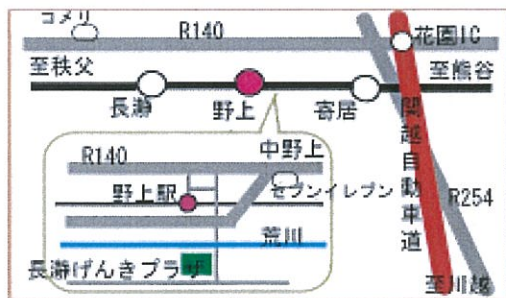 コメリ
R140
花園IC
至秩父
至熊谷
長瀞
野上
寄居
関越自動車道
R254
R140
中野上
セブンイレブン
野上駅
荒川
長瀞げんきプラザ
至川越